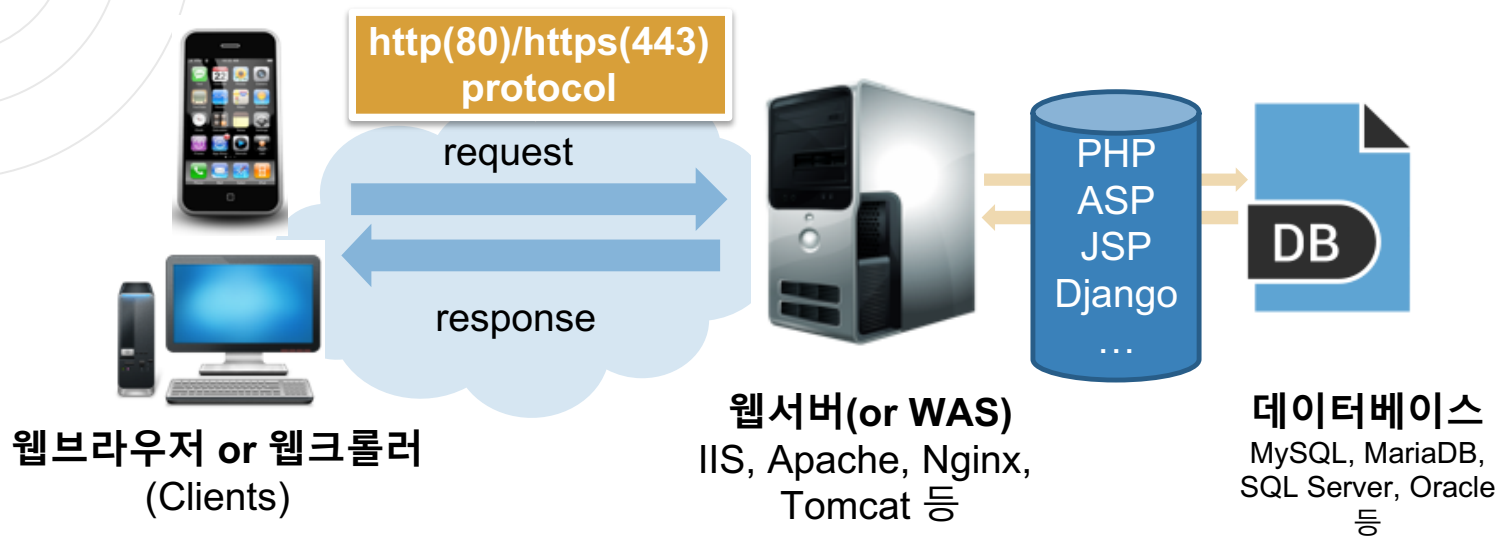 http(80)/https(443)
protocol
request
response
PHP
ASP
JSP
Django
…
DB
웹브라우저 or 웹크롤러
(Clients)
웹서버(or WAS)
IIS, Apache, Nginx,
Tomcat 등
데이터베이스
MySQL, MariaDB,
SQL Server, Oracle
등